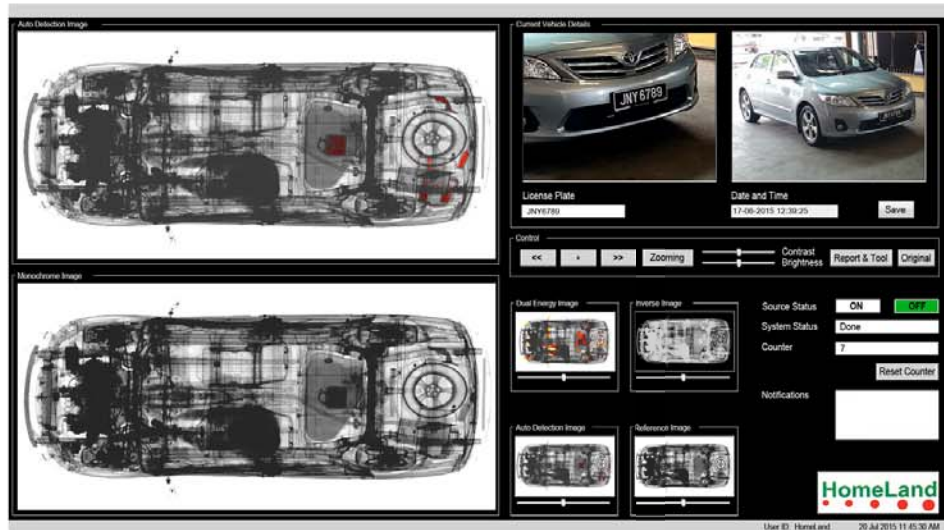 Auto Detection Image
Monochrome Image
Current Vehicle Details
JNY 6789
License Plate
JNY6789
Date and Time
17-06-2015 12:39:25
Save
Control
<<
+
>>
Zooming
Contrast
Brightness
Report & Tool
Original
Dual Energy Image
Inverse Image
Auto Detection Image
Reference Image
Source Status
ON
OFF
System Status
Done
Counter
7
Reset Counter
Notifications
HomeLand
User ID: HomeLand
20 Jul 2015 11:45:30 AM